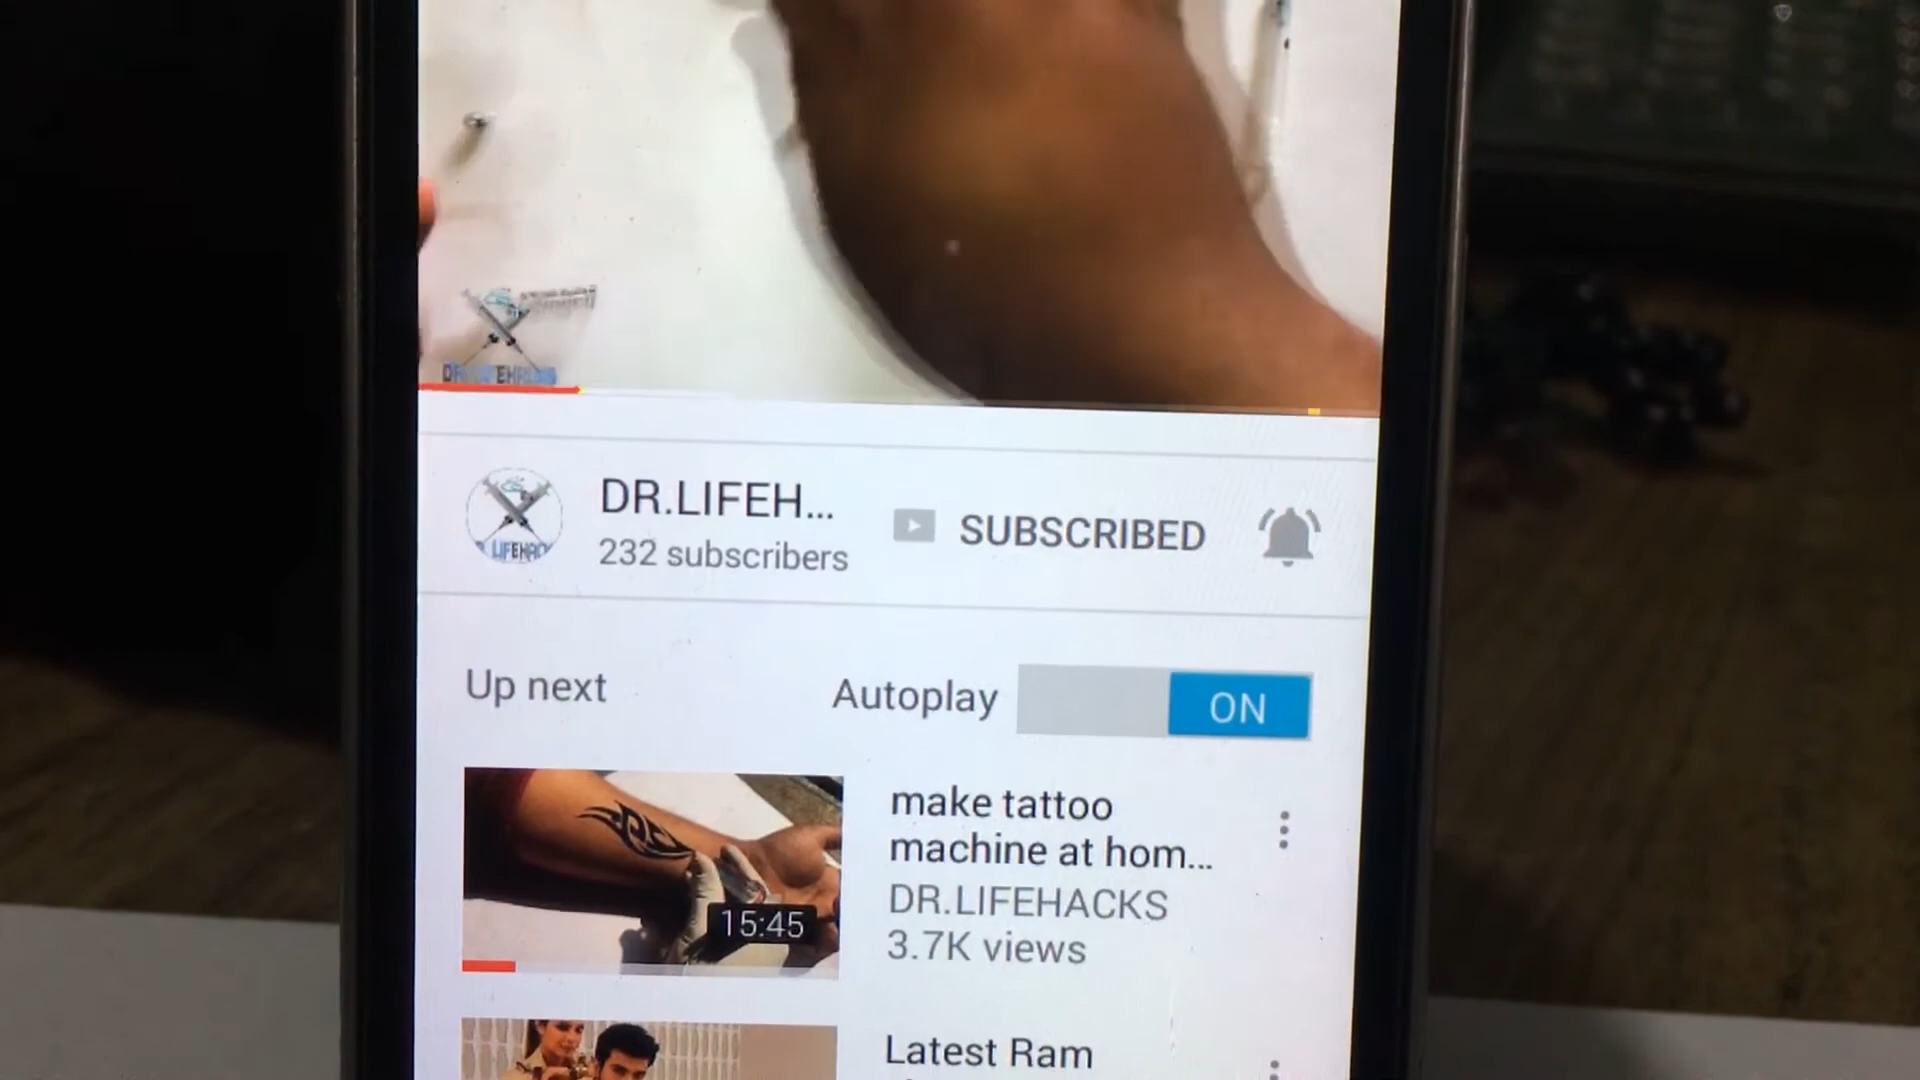 DR.LIFEH...
232 subscribers
SUBSCRIBED
Up next
Autoplay
ON
make tattoo
machine at hom...
DR.LIFEHACKS
3.7K views
15:45
Latest Ram